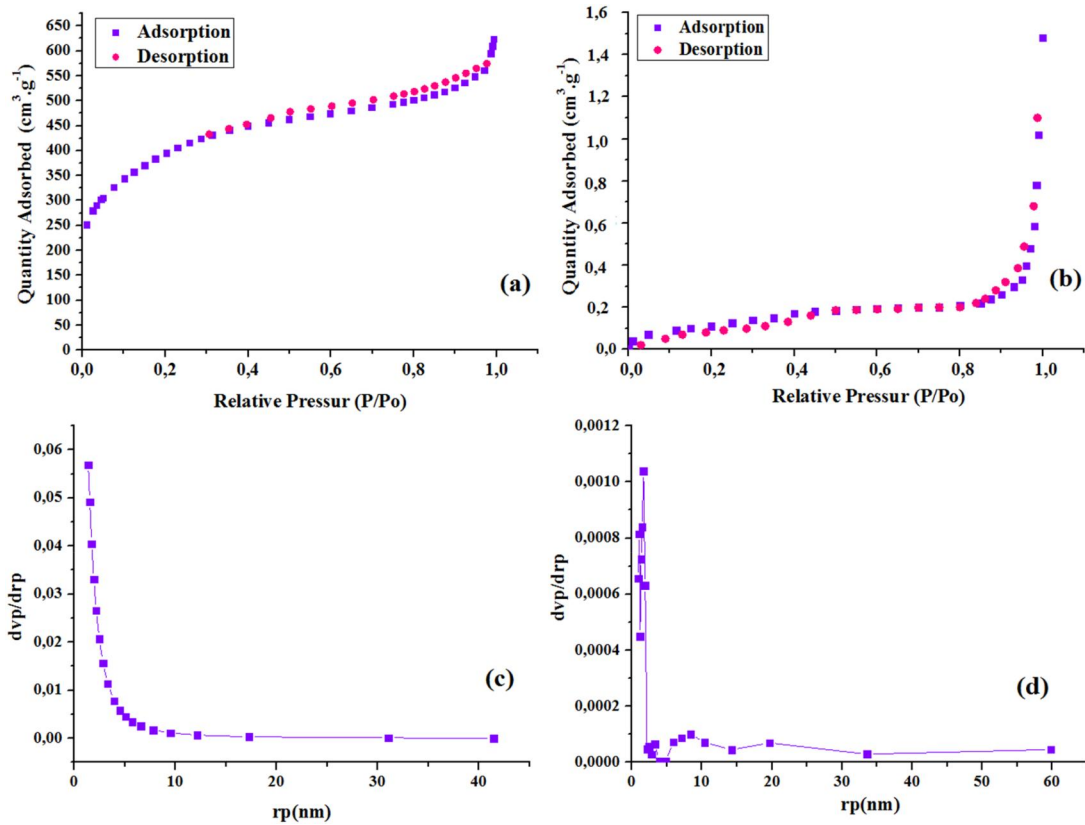 Adsorption
Desorption
Quantity Adsorbed (cm³.g⁻¹)
650
600
550
500
450
400
350
300
250
200
150
100
50
0
0,0 0,2 0,4 0,6 0,8 1,0
Relative Pressur (P/Po)
(a)
Adsorption
Desorption
Quantity Adsorbed (cm³.g⁻¹)
1,6
1,4
1,2
1,0
0,8
0,6
0,4
0,2
0,0
0,0 0,2 0,4 0,6 0,8 1,0
Relative Pressur (P/Po)
(b)
dvp/drp
0,06
0,05
0,04
0,03
0,02
0,01
0,00
0 10 20 30 40
rp(nm)
(c)
dvp/drp
0,0012
0,0010
0,0008
0,0006
0,0004
0,0002
0,0000
0 10 20 30 40 50 60
rp(nm)
(d)